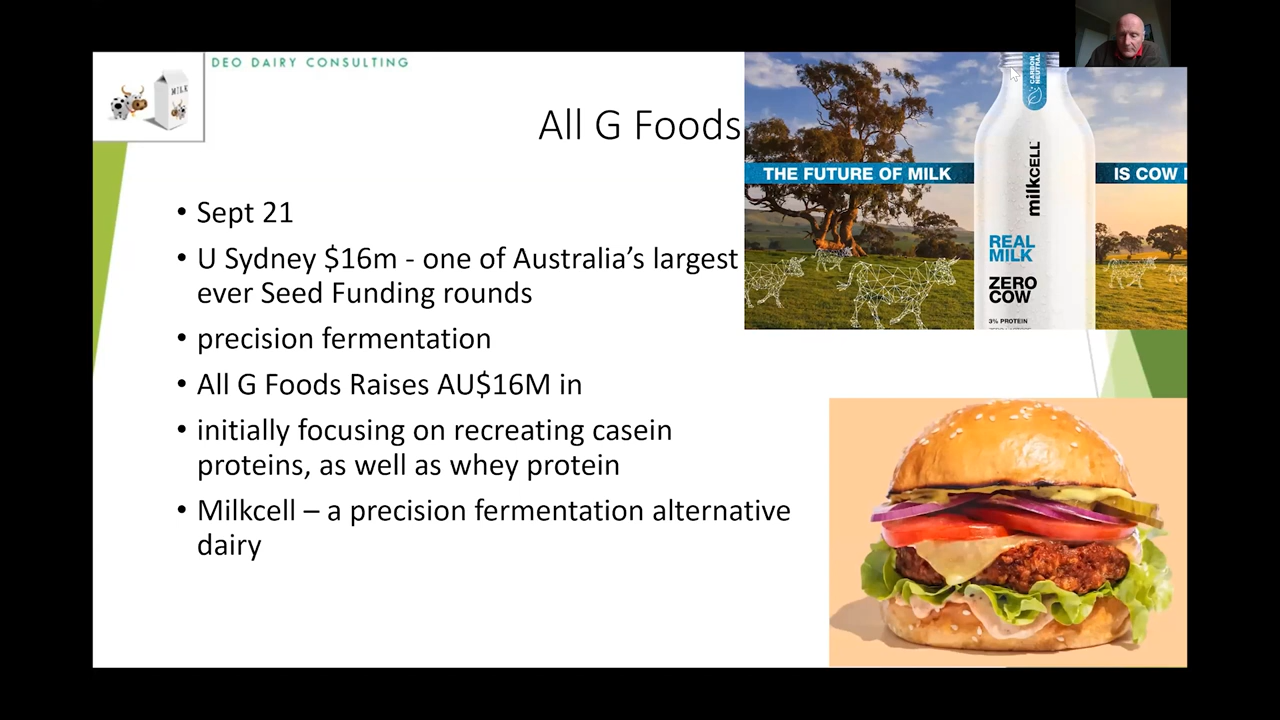 DEO DAIRY CONSULTING
MILK
All G Foods
• Sept 21
• U Sydney $16m - one of Australia’s largest
ever Seed Funding rounds
• precision fermentation
• All G Foods Raises AU$16M in
• initially focusing on recreating casein
proteins, as well as whey protein
• Milkcell – a precision fermentation alternative
dairy
CARBON
NEUTRAL
THE FUTURE OF MILK
IS COW
milkCELL
REAL
MILK
ZERO
COW
3% PROTEIN